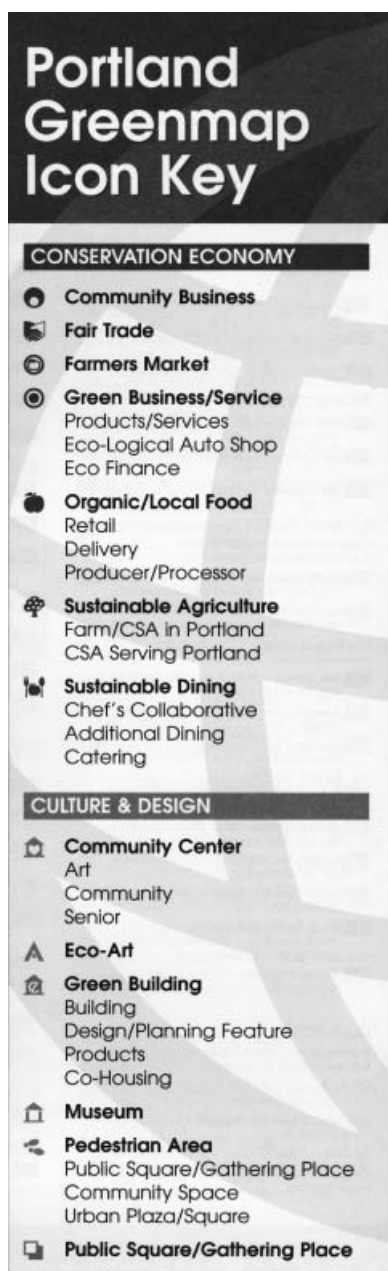 Portland
Greenmap
Icon Key
CONSERVATION ECONOMY
Community Business
Fair Trade
Farmers Market
Green Business/Service
Products/Services
Eco-Logical Auto Shop
Eco Finance
Organic/Local Food
Retail
Delivery
Producer/Processor
Sustainable Agriculture
Farm/CSA in Portland
CSA Serving Portland
Sustainable Dining
Chef's Collaborative
Additional Dining
Catering
CULTURE & DESIGN
Community Center
Art
Community
Senior
Eco-Art
Green Building
Building
Design/Planning Feature
Products
Co-Housing
Museum
Pedestrian Area
Public Square/Gathering Place
Community Space
Urban Plaza/Square
Public Square/Gathering Place